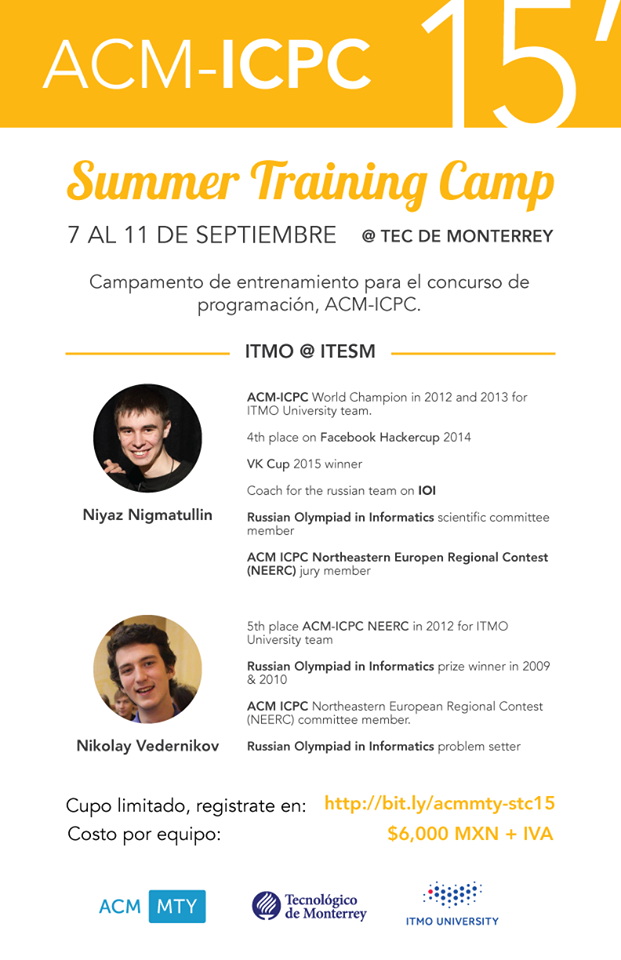 ACM-ICPC 15'
Summer Training Camp
7 AL 11 DE SEPTIEMBRE @ TEC DE MONTERREY
Campamento de entrenamiento para el concurso de
programación, ACM-ICPC.
ITMO @ ITESM
ACM-ICPC World Champion in 2012 and 2013 for
ITMO University team.
4th place on Facebook Hackercup 2014
VK Cup 2015 winner
Coach for the russian team on IOI
Russian Olympiad in Informatics scientific committee
member
ACM ICPC Northeastern Europen Regional Contest
(NEERC) jury member
Niyaz Nigmatullin
5th place ACM-ICPC NEERC in 2012 for ITMO
University team
Russian Olympiad in Informatics prize winner in 2009
& 2010
ACM ICPC Northeastern European Regional Contest
(NEERC) committee member.
Russian Olympiad in Informatics problem setter
Nikolay Vedernikov
Cupo limitado, registrate en: http://bit.ly/acmmty-stc15
Costo por equipo: $6,000 MXN + IVA
ACM MTY
Tecnológico
de Monterrey
ITMO UNIVERSITY